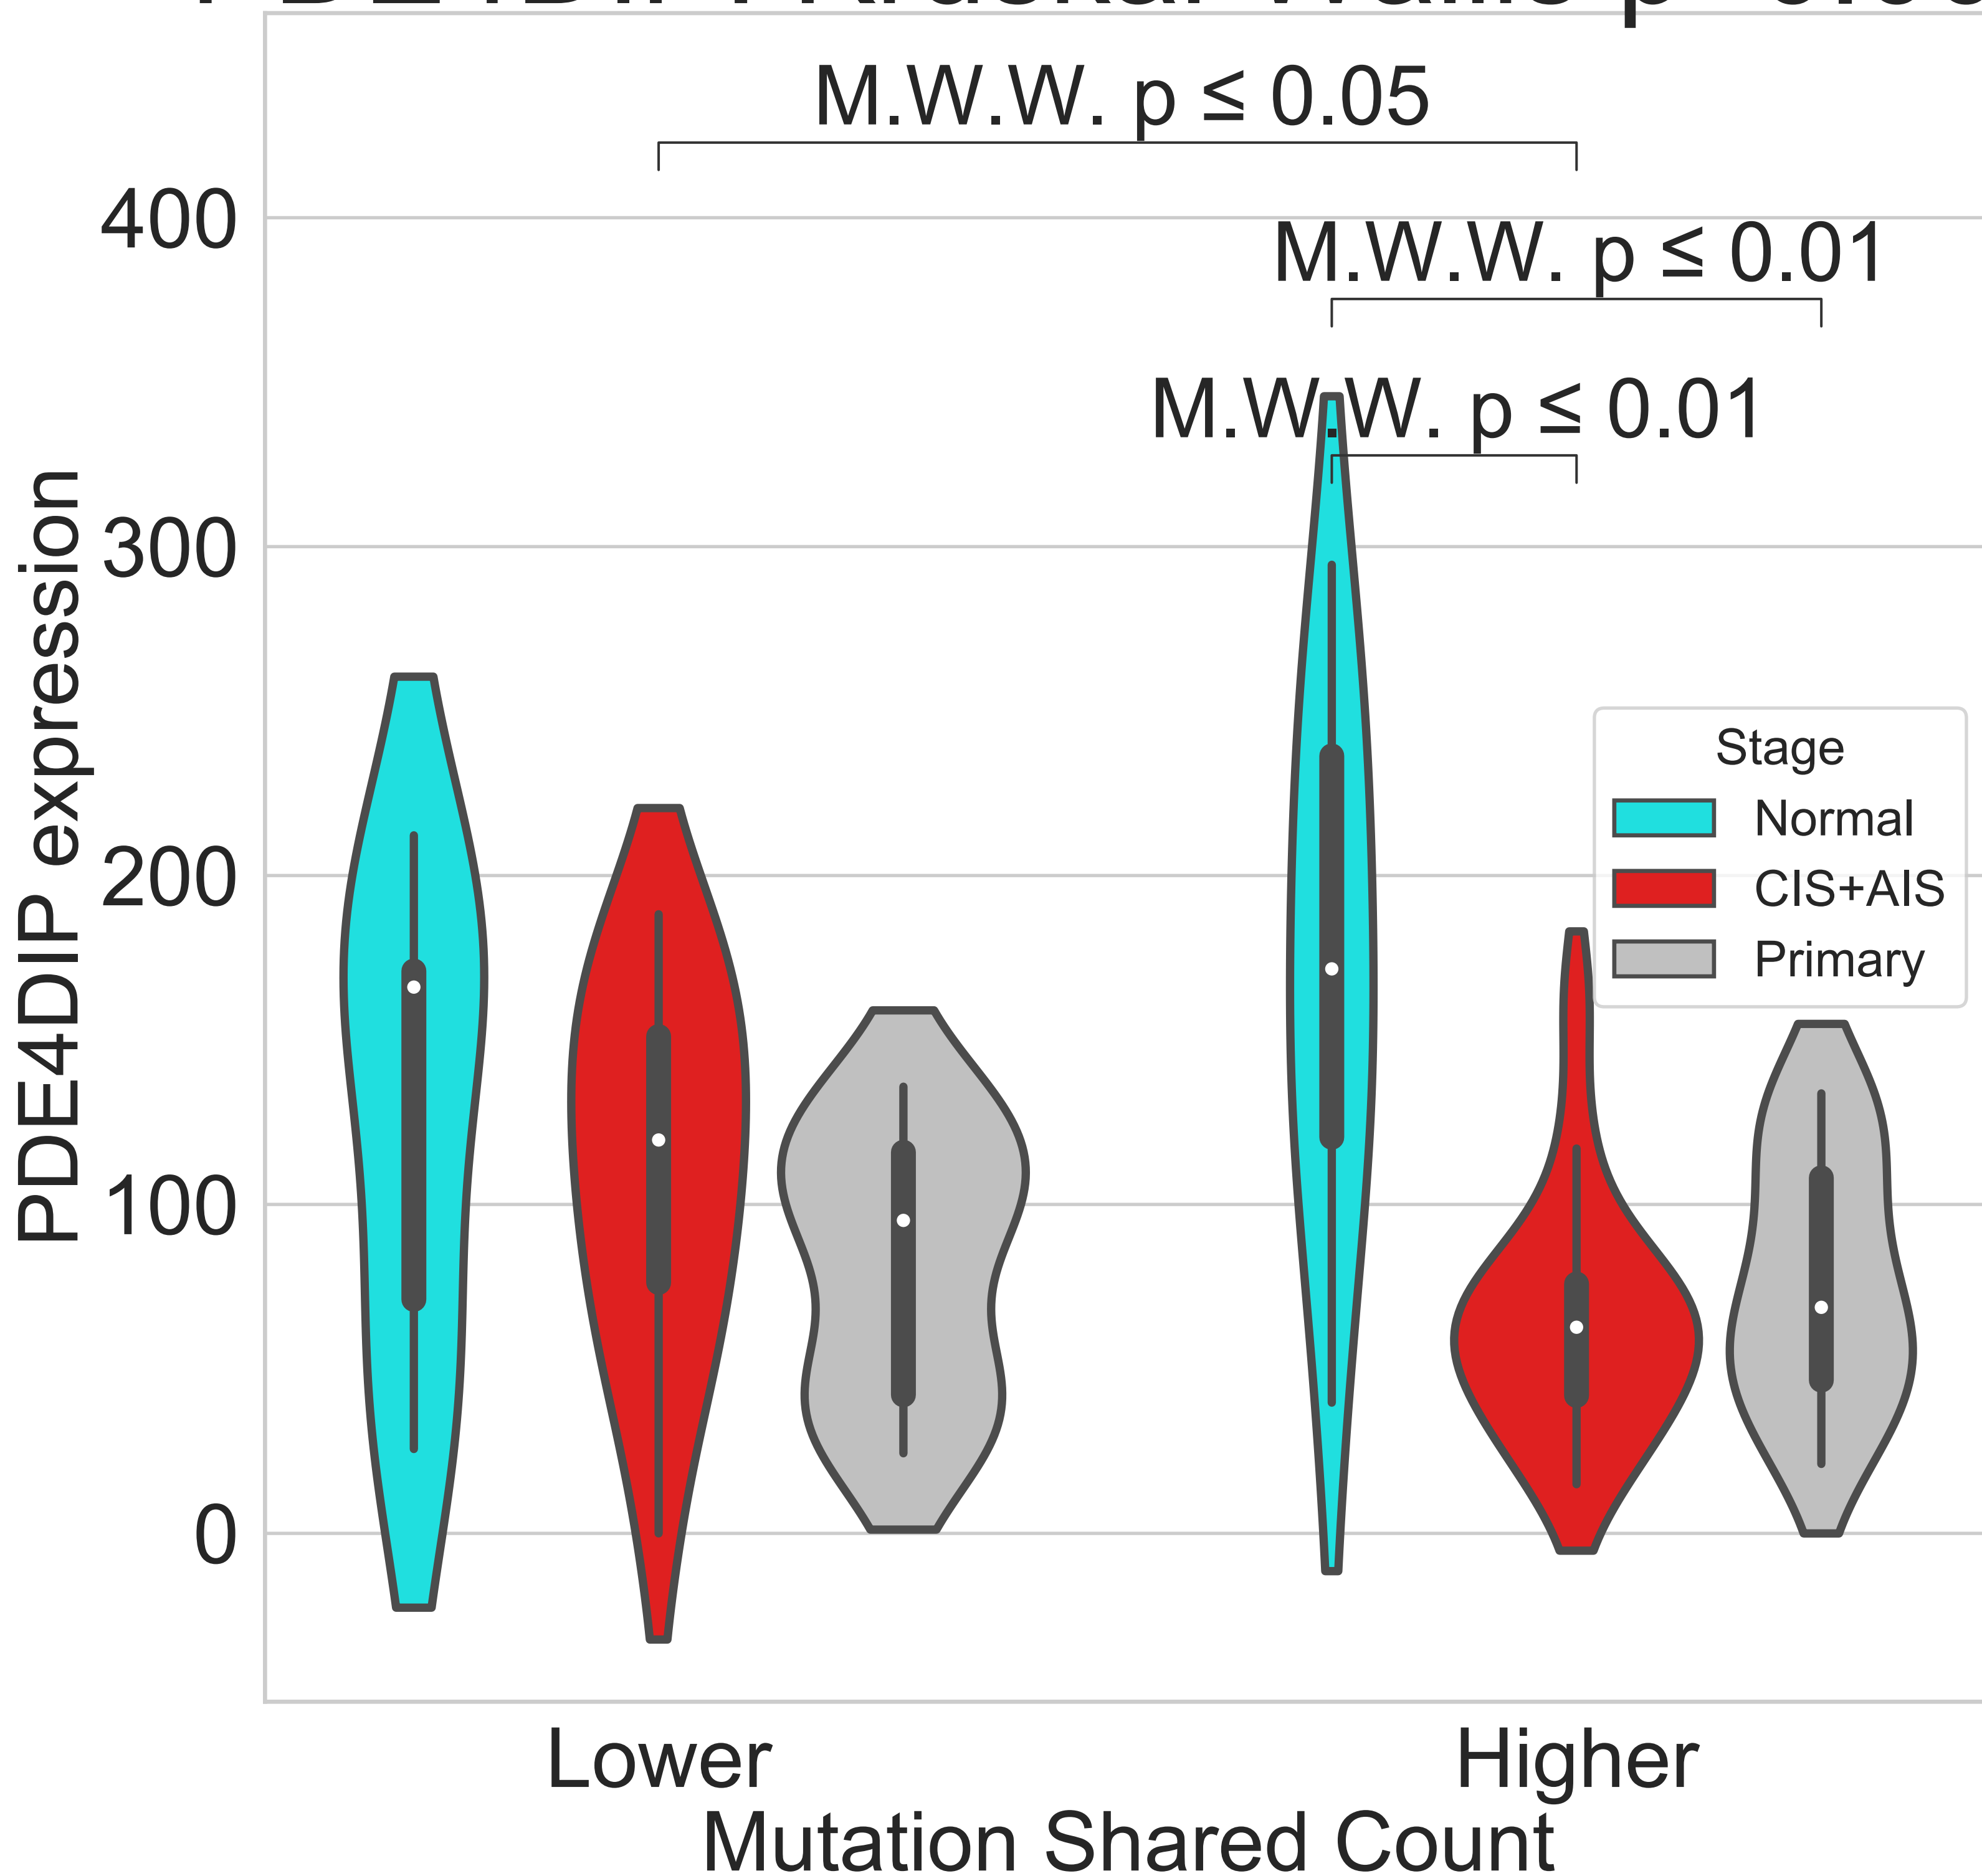 M.W.W. p ≤ 0.05
400
M.W.W. p ≤ 0.01
M.W.W. p ≤ 0.01
300
200
100
0
PDE4DIP expression
Stage
Normal
CIS+AIS
Primary
Lower
Higher
Mutation Shared Count